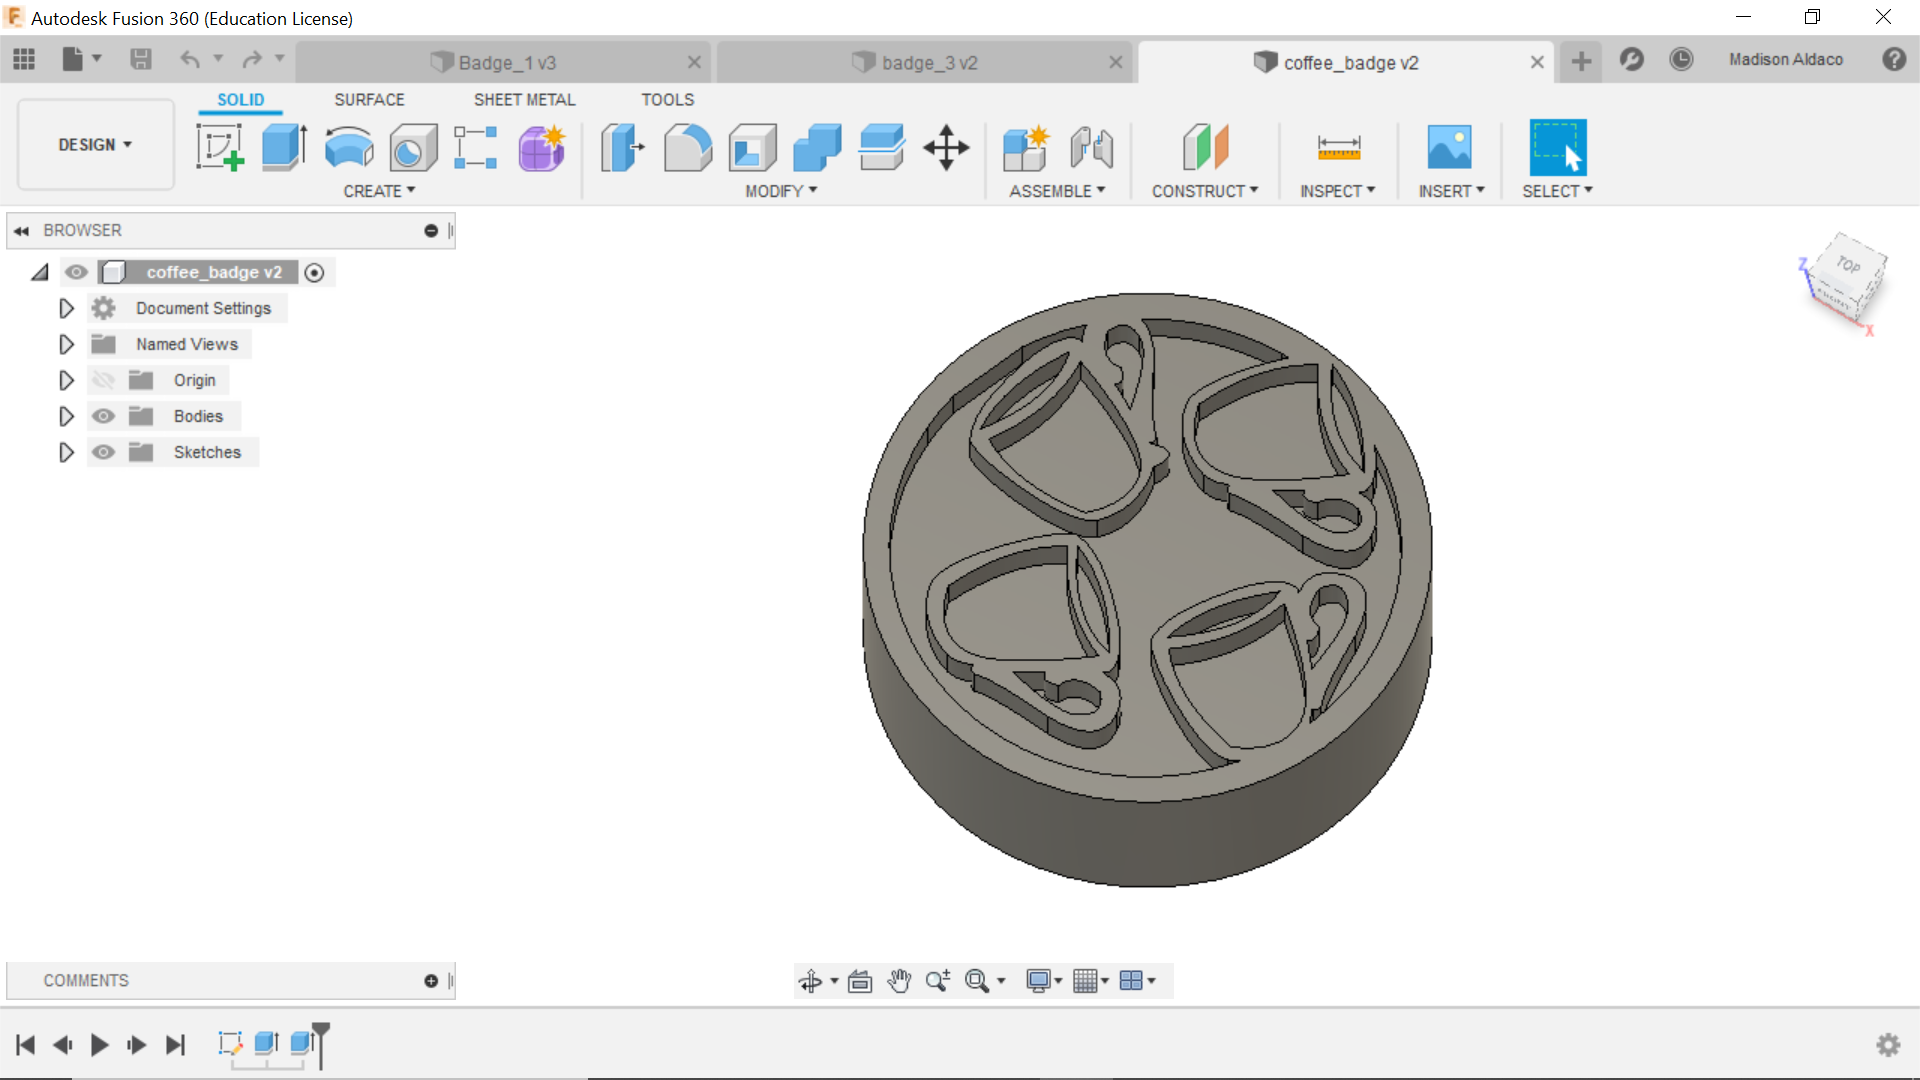 Autodesk Fusion 360 (Education License)
Badge_1 v3
badge_3 v2
coffee_badge v2
Madison Aldaco
SOLID
SURFACE
SHEET METAL
TOOLS
DESIGN
CREATE
MODIFY
ASSEMBLE
CONSTRUCT
INSPECT
INSERT
SELECT
BROWSER
coffee_badge v2
Document Settings
Named Views
Origin
Bodies
Sketches
TOP
FRONT
Z
X
COMMENTS